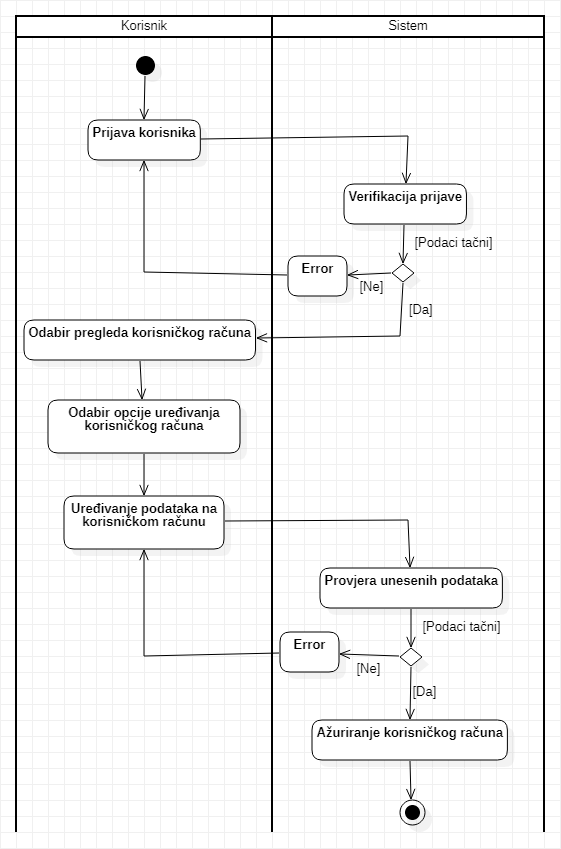 Korisnik
Sistem
Prijava korisnika
Verifikacija prijave
[Podaci tačni]
Error
[Ne]
[Da]
Odabir pregleda korisničkog računa
Odabir opcije uređivanja
korisničkog računa
Uređivanje podataka na
korisničkom računu
Provjera unesenih podataka
[Podaci tačni]
Error
[Ne]
[Da]
Ažuriranje korisničkog računa